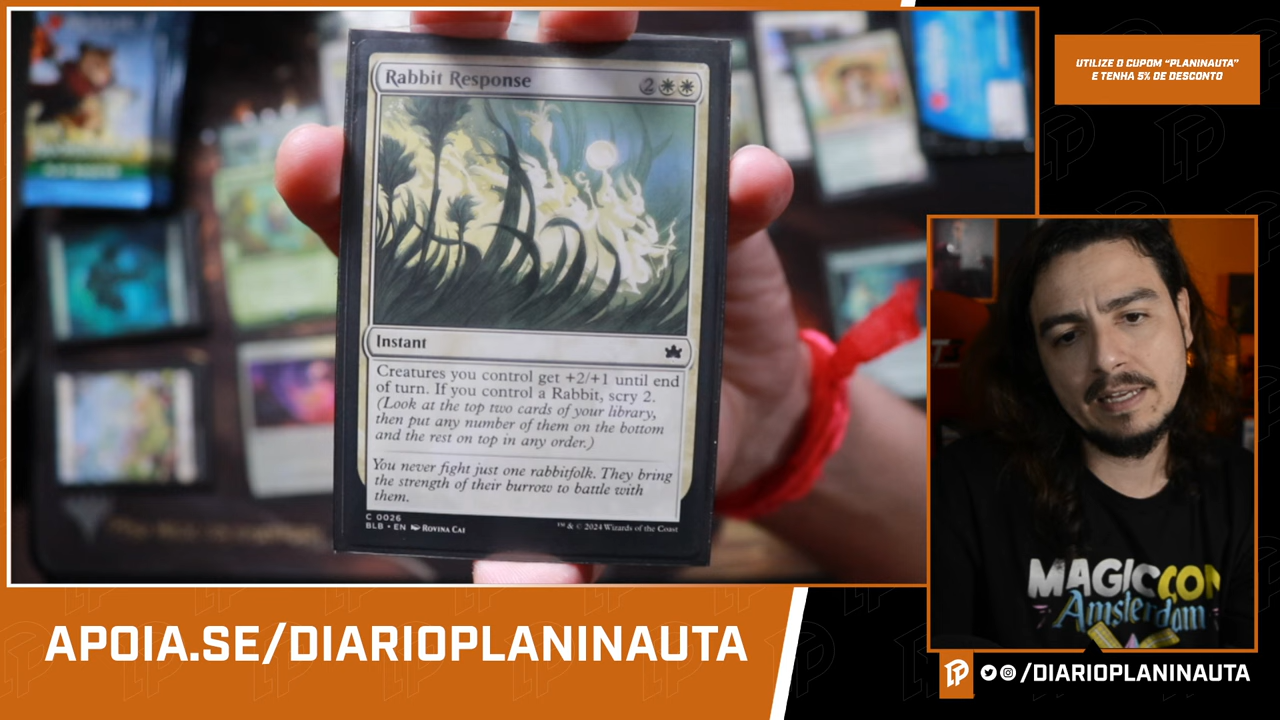 Rabbit Response
2
Instant
Creatures you control get +2/+1 until end
of turn. If you control a Rabbit, scry 2.
(Look at the top two cards of your library,
then put any number of them on the bottom
and the rest on top in any order.)
You never fight just one rabbitfolk. They bring
the strength of their burrow to battle with
them.
C 0026
BLB • EN ROVINA CAI
™ & © 2024 Wizards of the Coast
UTILIZE O CUPOM “PLANINAUTA”
E TENHA 5% DE DESCONTO
MAGICCON
Amsterdam
APOIA.SE/DIARIOPLANINAUTA
/DIARIOPLANINAUTA